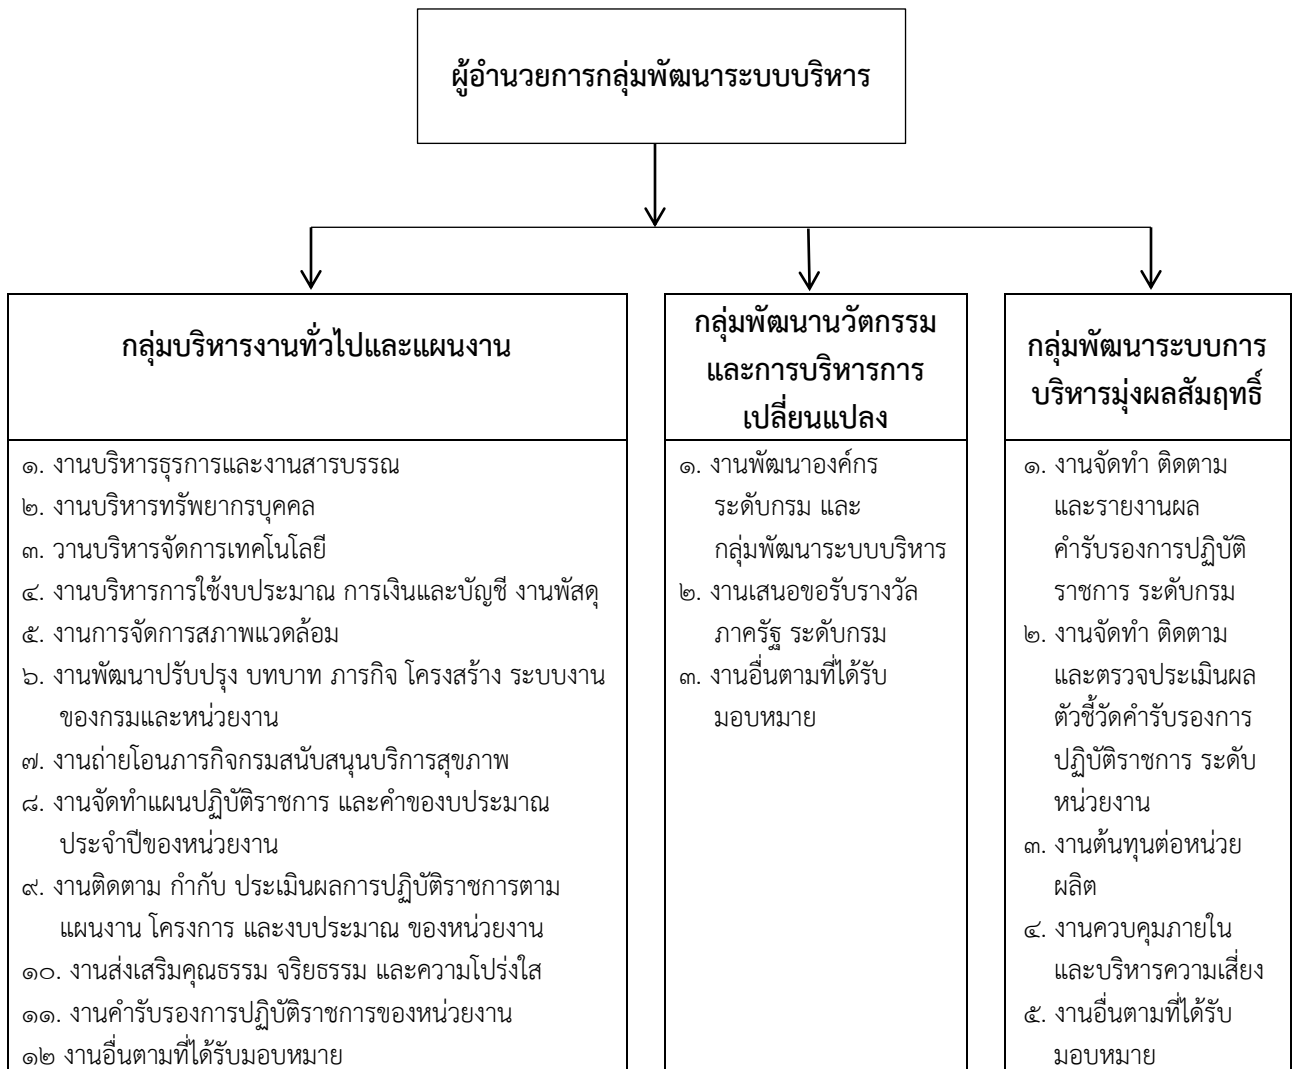 ผู้อำนวยการกลุ่มพัฒนาระบบบริหาร
กลุ่มบริหารงานทั่วไปและแผนงาน
๑. งานบริหารธุรการและงานสารบรรณ
๒. งานบริหารทรัพยากรบุคคล
๓. วานบริหารจัดการเทคโนโลยี
๔. งานบริหารการใช้งบประมาณ การเงินและบัญชี งานพัสดุ
๕. งานการจัดการสภาพแวดล้อม
๖. งานพัฒนาปรับปรุง บทบาท ภารกิจ โครงสร้าง ระบบงาน
ของกรมและหน่วยงาน
๗. งานถ่ายโอนภารกิจกรมสนับสนุนบริการสุขภาพ
๘. งานจัดทำแผนปฏิบัติราชการ และคำของบประมาณ
ประจำปีของหน่วยงาน
๙. งานติดตาม กำกับ ประเมินผลการปฏิบัติราชการตาม
แผนงาน โครงการ และงบประมาณ ของหน่วยงาน
๑๐. งานส่งเสริมคุณธรรม จริยธรรม และความโปร่งใส
๑๑. งานคำรับรองการปฏิบัติราชการของหน่วยงาน
๑๒ งานอื่นตามที่ได้รับมอบหมาย
กลุ่มพัฒนานวัตกรรม
และการบริหารการ
เปลี่ยนแปลง
๑. งานพัฒนาองค์กร
ระดับกรม และ
กลุ่มพัฒนาระบบบริหาร
๒. งานเสนอขอรับรางวัล
ภาครัฐ ระดับกรม
๓. งานอื่นตามที่ได้รับ
มอบหมาย
กลุ่มพัฒนาระบบการ
บริหารมุ่งผลสัมฤทธิ์
๑. งานจัดทำ ติดตาม
และรายงานผล
คำรับรองการปฏิบัติ
ราชการ ระดับกรม
๒. งานจัดทำ ติดตาม
และตรวจประเมินผล
ตัวชี้วัดคำรับรองการ
ปฏิบัติราชการ ระดับ
หน่วยงาน
๓. งานต้นทุนต่อหน่วย
ผลิต
๔. งานควบคุมภายใน
และบริหารความเสี่ยง
๕. งานอื่นตามที่ได้รับ
มอบหมาย